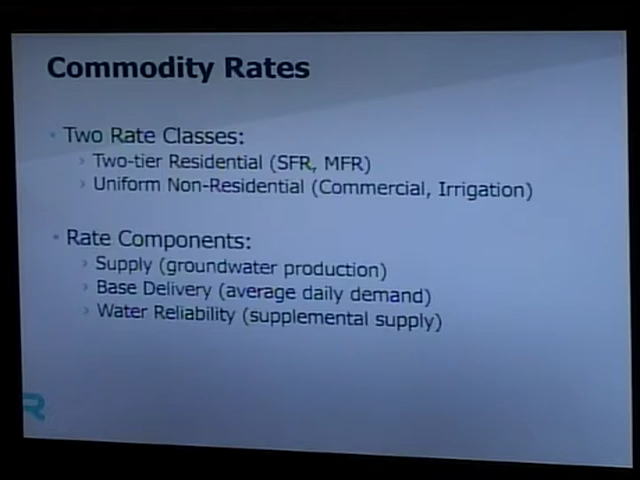 Commodity Rates
Two Rate Classes:
Two-tier Residential (SFR, MFR)
Uniform Non-Residential (Commercial, Irrigation)
Rate Components:
Supply (groundwater production)
Base Delivery (average daily demand)
Water Reliability (supplemental supply)
R